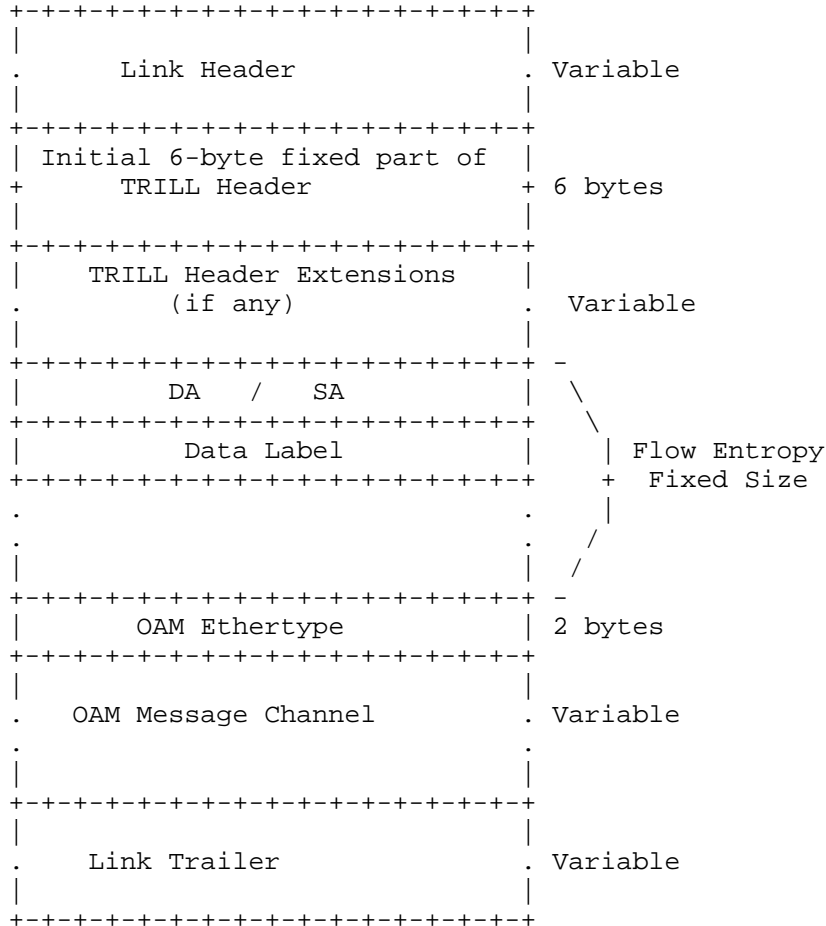 +-+-+-+-+-+-+-+-+-+-+-+-+-+-+-+-+
|                               |
.       Link Header             . Variable
|                               |
+-+-+-+-+-+-+-+-+-+-+-+-+-+-+-+-+
| Initial 6-byte fixed part of  |
+       TRILL Header            + 6 bytes
|                               |
+-+-+-+-+-+-+-+-+-+-+-+-+-+-+-+-+
|    TRILL Header Extensions    |
.         (if any)              .  Variable
|                               |
+-+-+-+-+-+-+-+-+-+-+-+-+-+-+-+-+ -
|         DA   /   SA           |  \
+-+-+-+-+-+-+-+-+-+-+-+-+-+-+-+-+   \
|          Data Label           |    | Flow Entropy
+-+-+-+-+-+-+-+-+-+-+-+-+-+-+-+-+    +  Fixed Size
.                               .    |
.                               .   /
|                               |  /
+-+-+-+-+-+-+-+-+-+-+-+-+-+-+-+-+ -
|       OAM Ethertype           | 2 bytes
+-+-+-+-+-+-+-+-+-+-+-+-+-+-+-+-+
|                               |
.   OAM Message Channel         . Variable
.                               .
|                               |
+-+-+-+-+-+-+-+-+-+-+-+-+-+-+-+-+
|                               |
.    Link Trailer               . Variable
|                               |
+-+-+-+-+-+-+-+-+-+-+-+-+-+-+-+-+